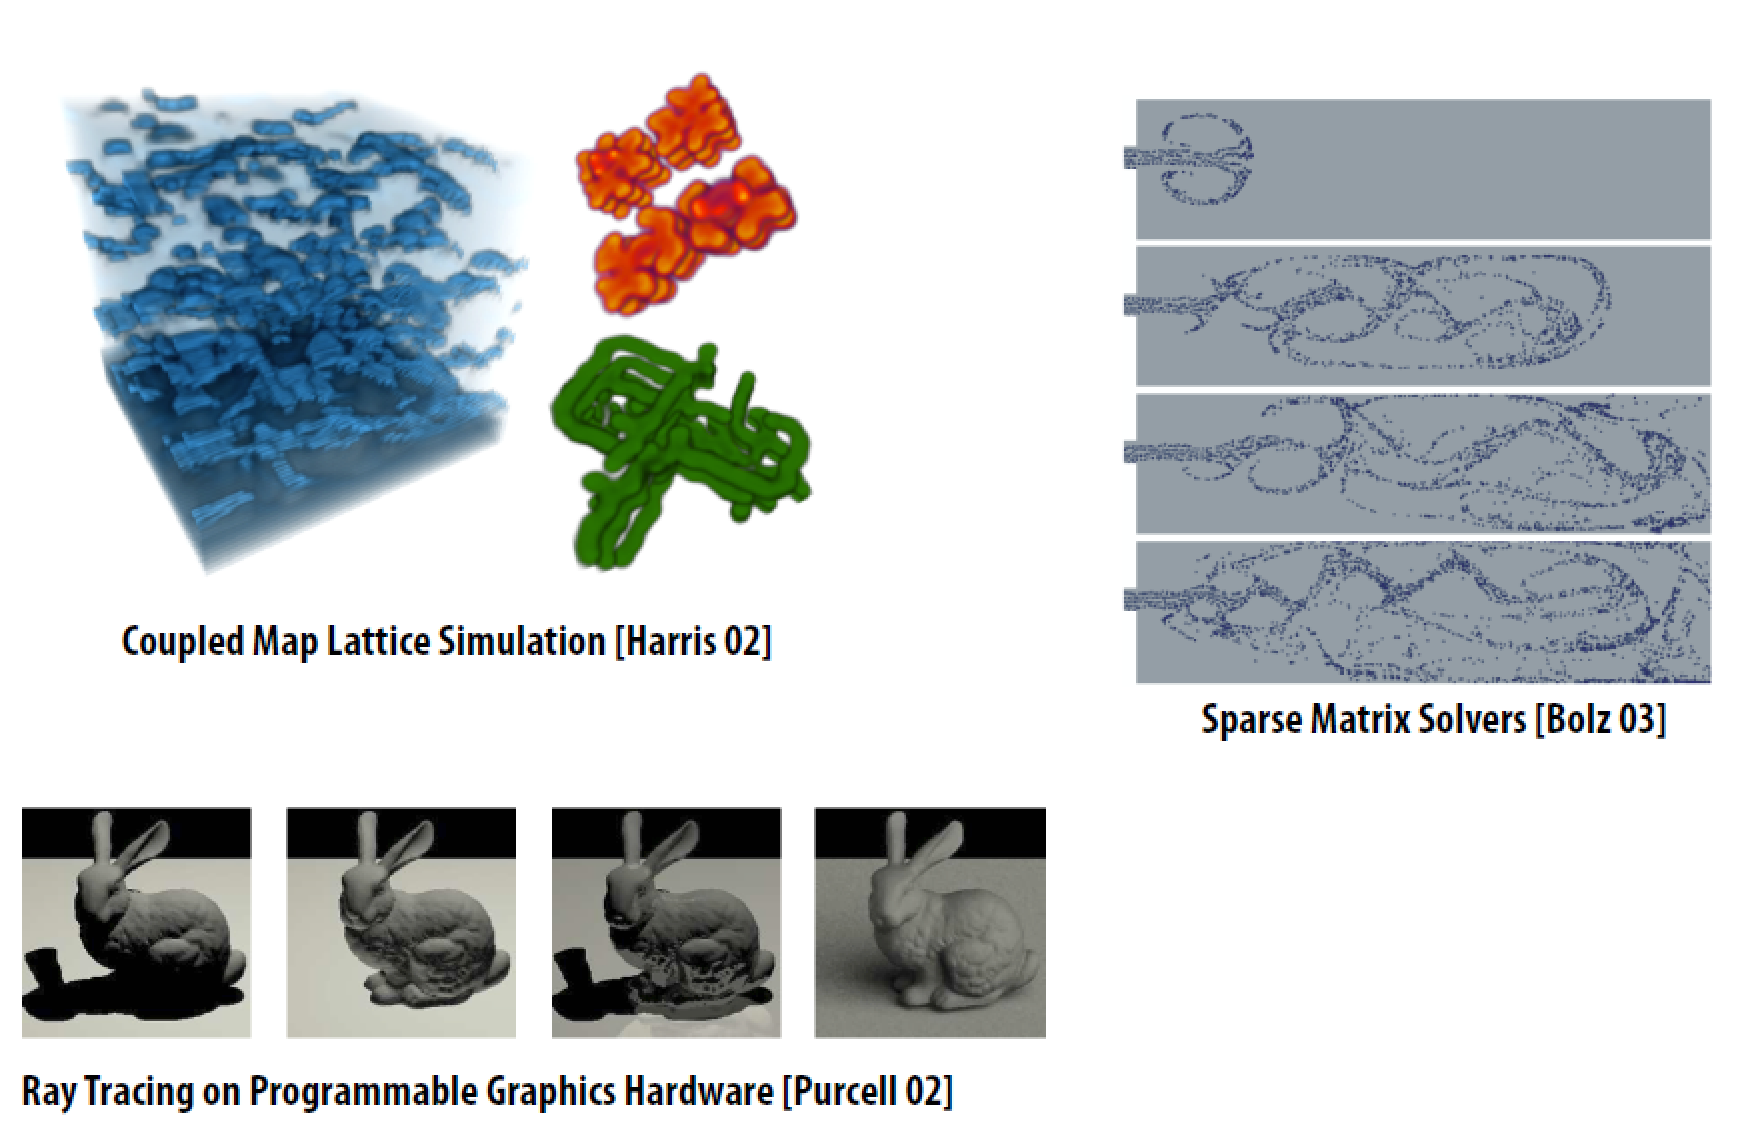 Coupled Map Lattice Simulation [Harris 02]
Sparse Matrix Solvers [Bolz 03]
Ray Tracing on Programmable Graphics Hardware [Purcell 02]